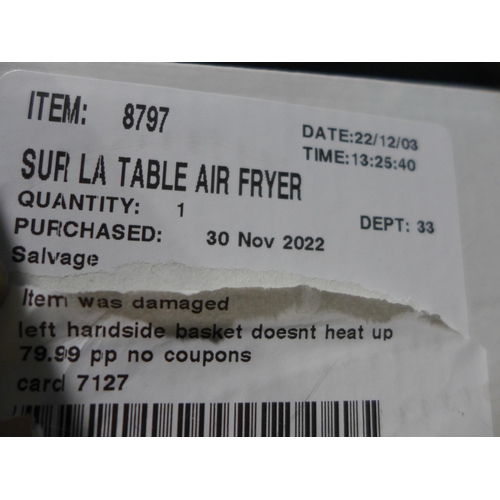 ITEM: 8797
DATE:22/12/03
TIME:13:25:40
SUR LA TABLE AIR FRYER
QUANTITY: 1
DEPT: 33
PURCHASED: 30 Nov 2022
Salvage
Item was damaged
left handside basket doesnt heat up
79.99 pp no coupons
card 7127